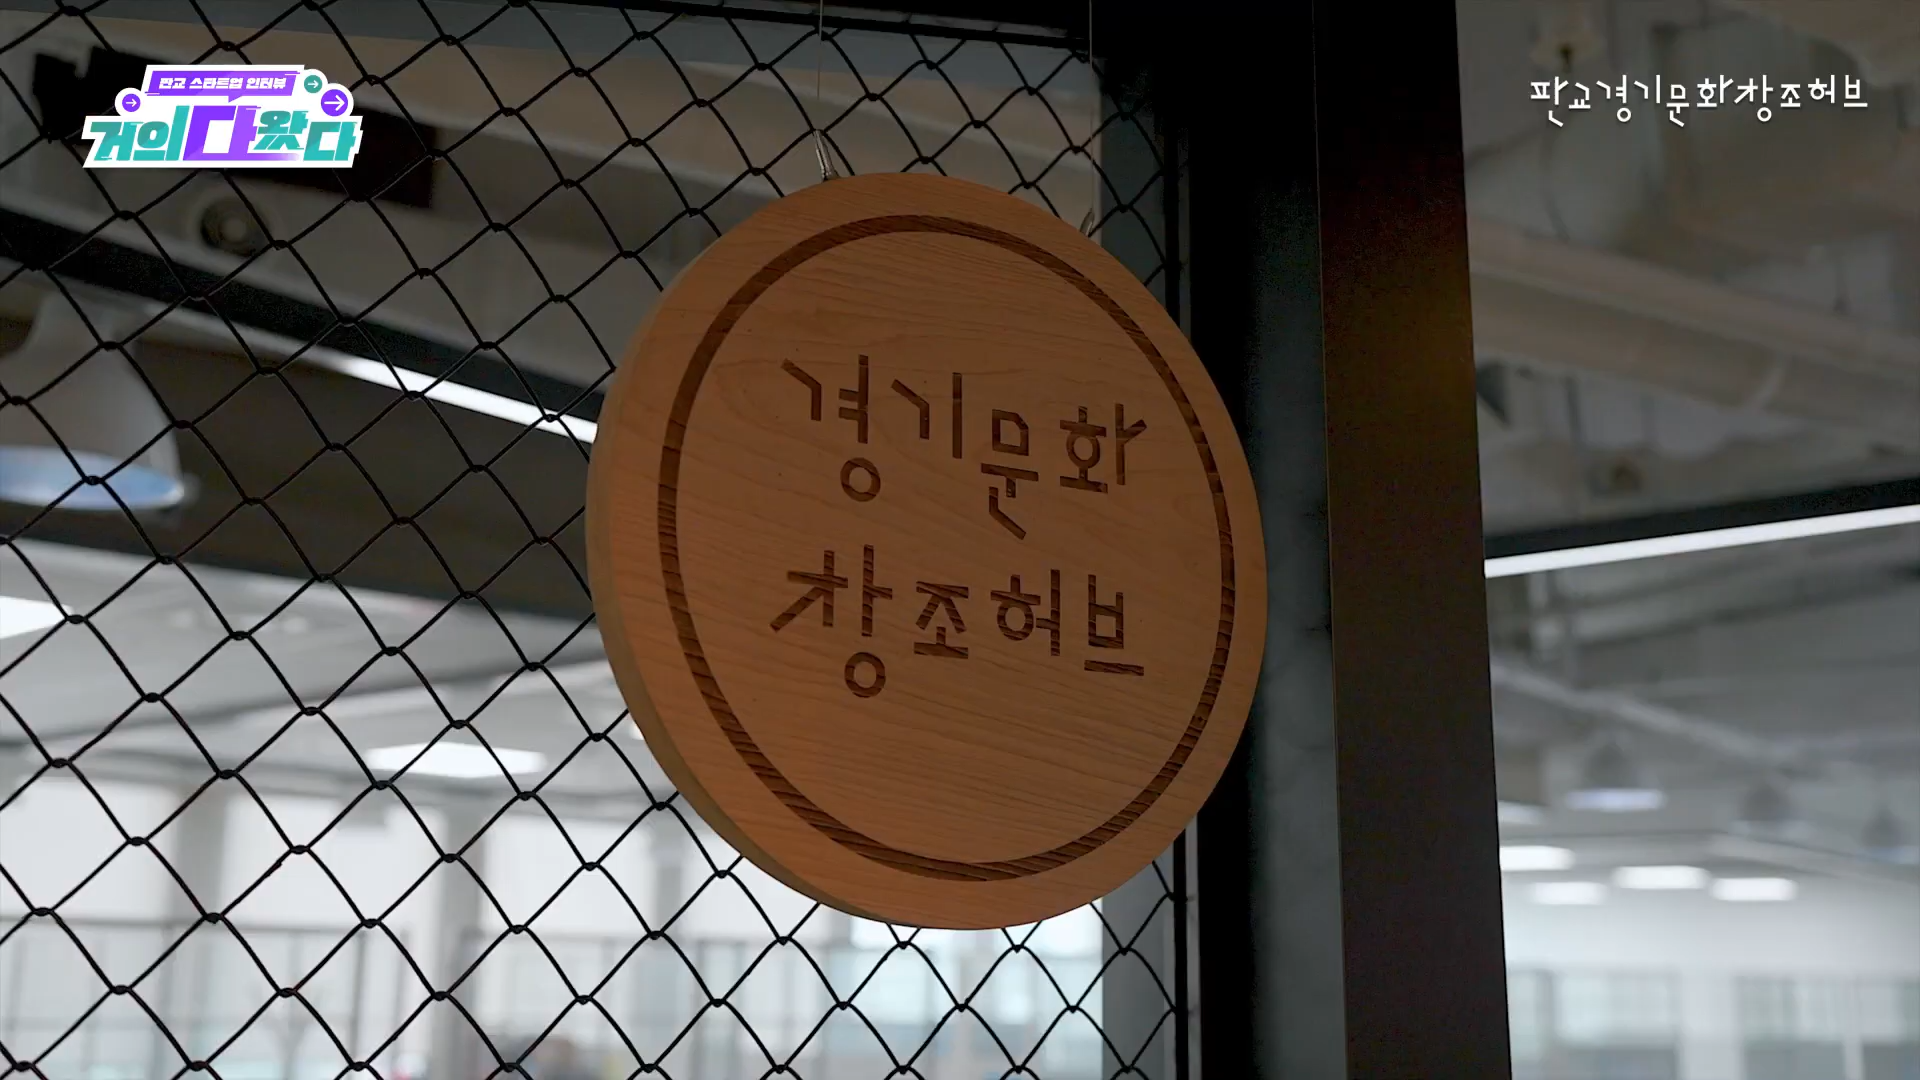 판교 스타트업 인터뷰
거의 다 왔다
판교경기문화창조허브
경기문화
창조허브